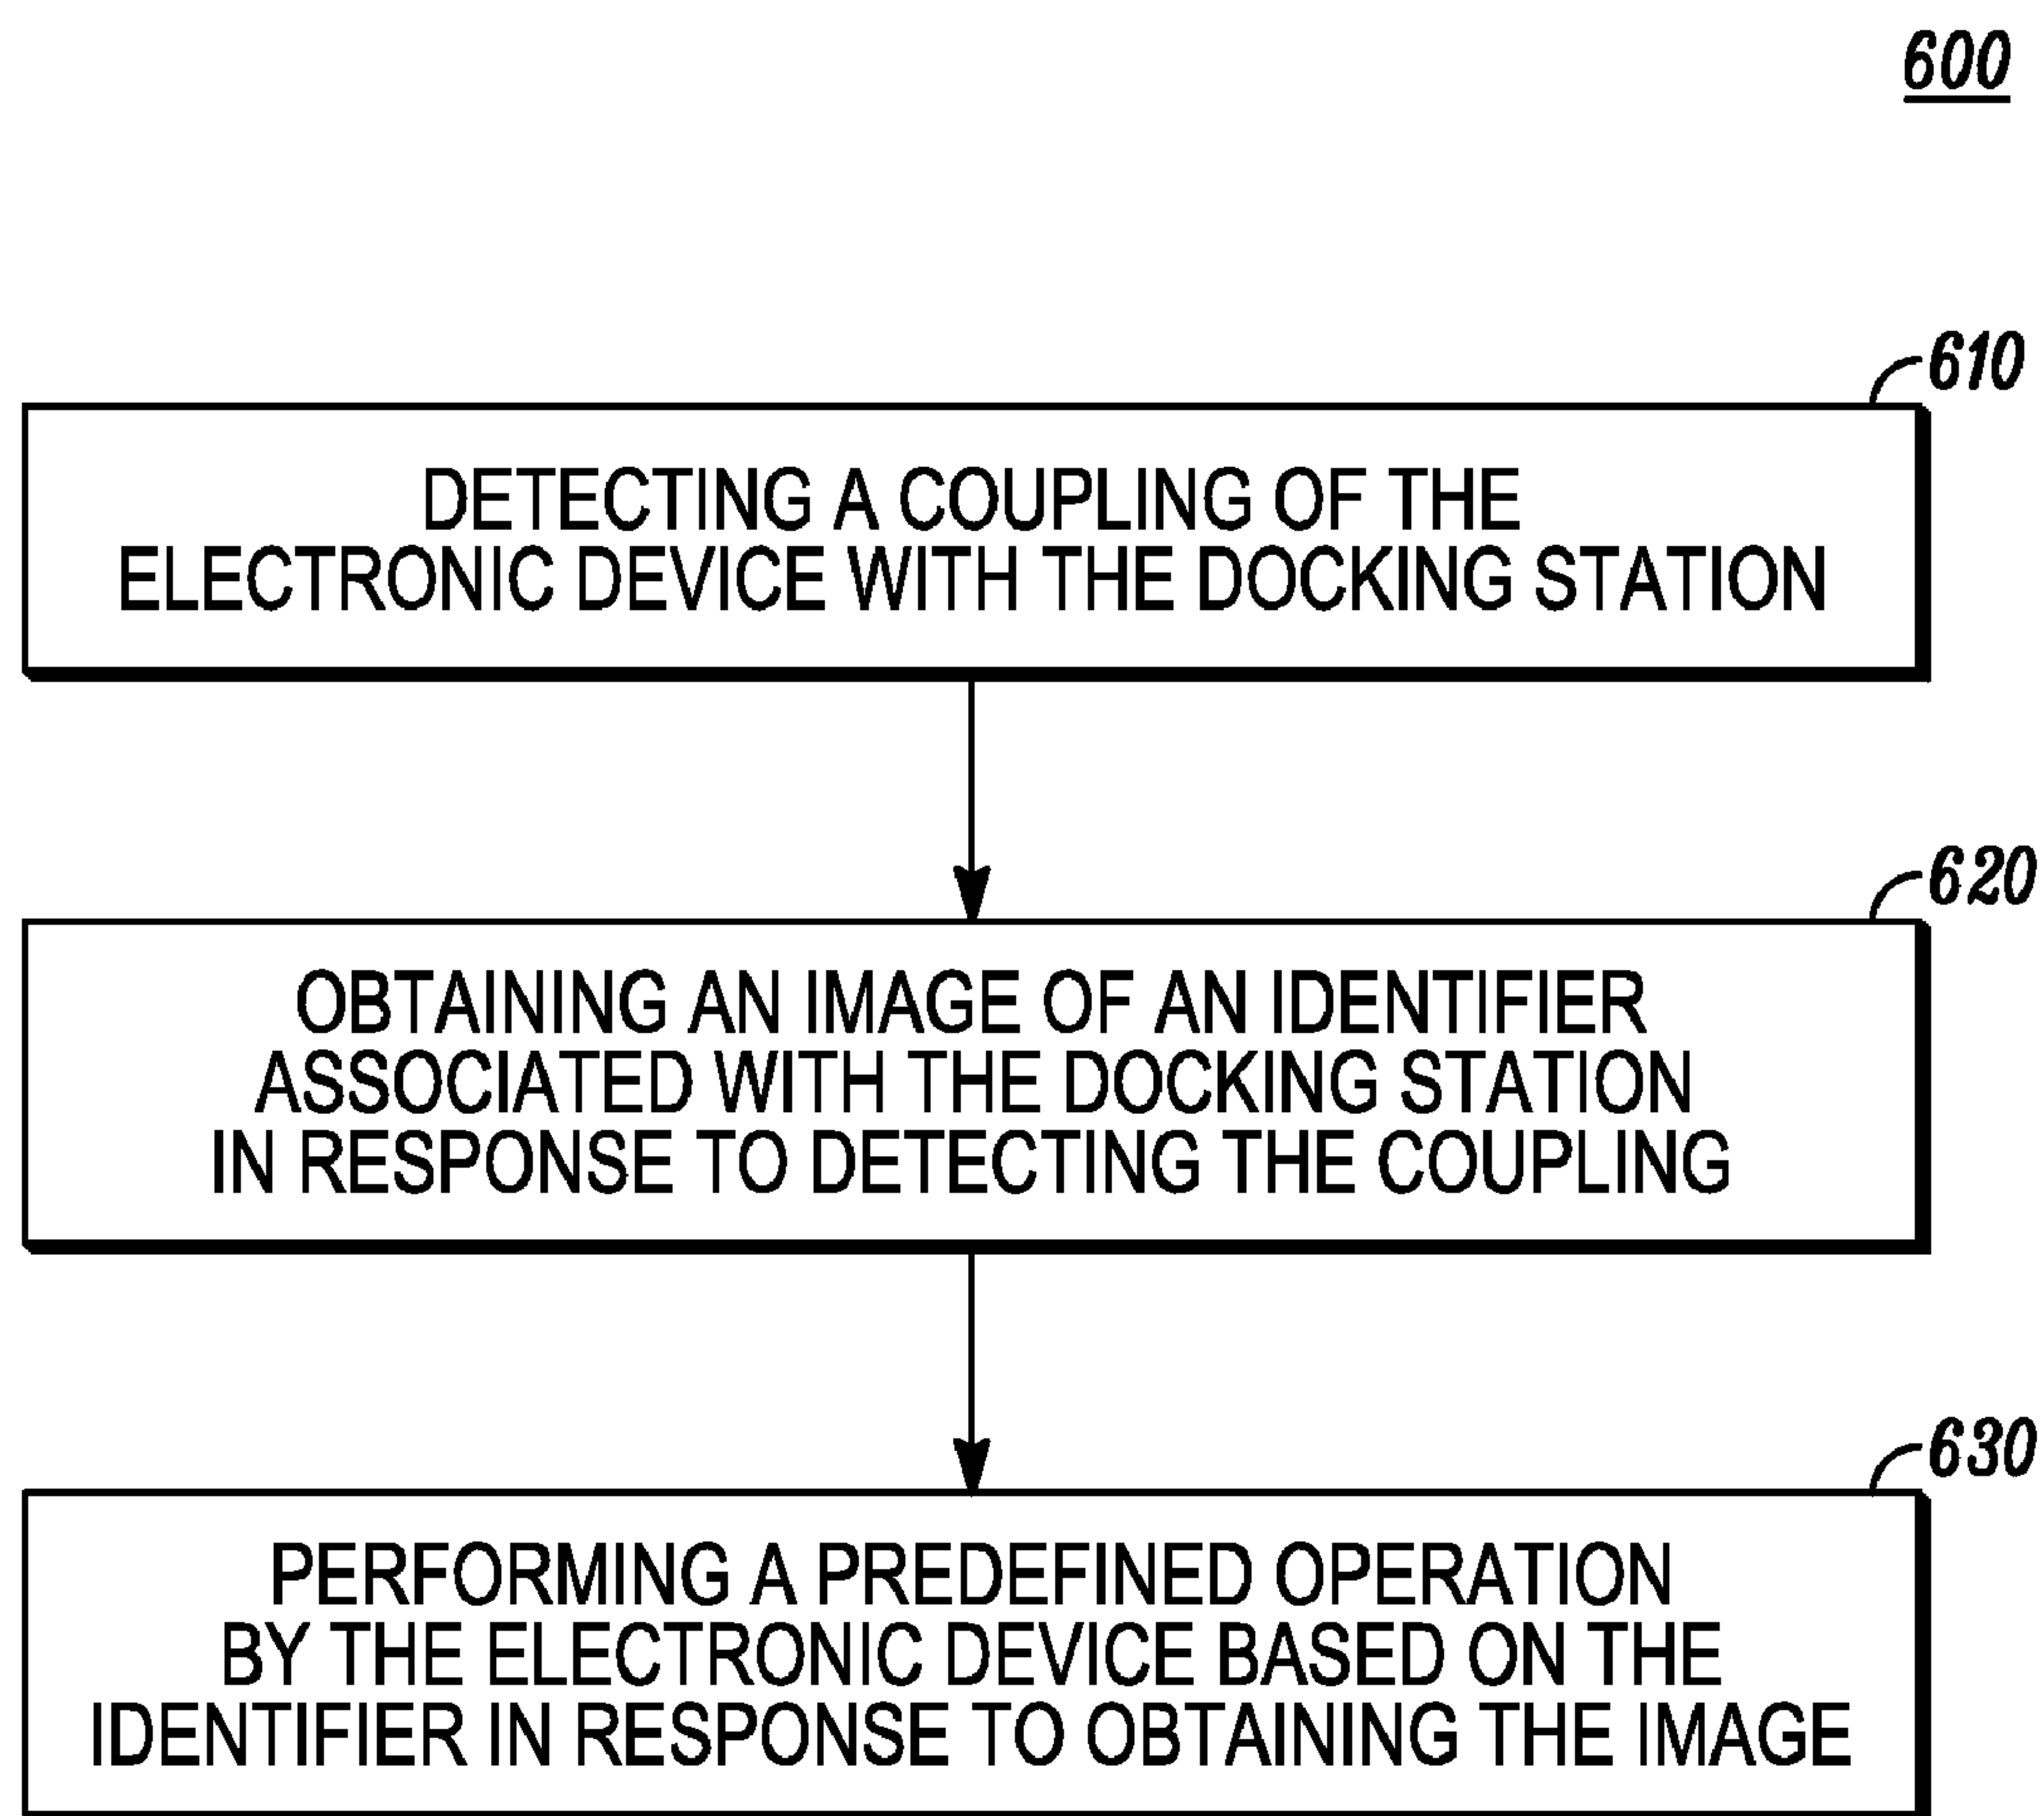 600
610
DETECTING A COUPLING OF THE
ELECTRONIC DEVICE WITH THE DOCKING STATION
620
OBTAINING AN IMAGE OF AN IDENTIFIER
ASSOCIATED WITH THE DOCKING STATION
IN RESPONSE TO DETECTING THE COUPLING
630
PERFORMING A PREDEFINED OPERATION
BY THE ELECTRONIC DEVICE BASED ON THE
IDENTIFIER IN RESPONSE TO OBTAINING THE IMAGE